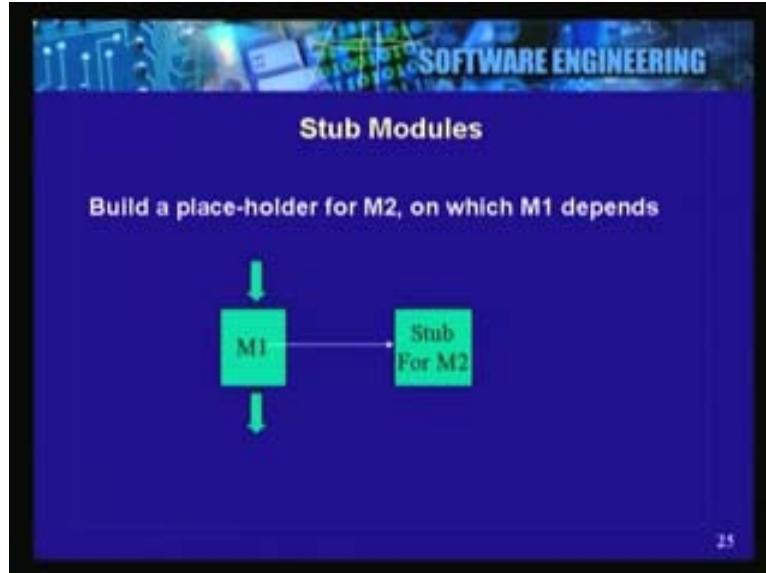 SOFTWARE ENGINEERING
Stub Modules
Build a place-holder for M2, on which M1 depends
M1
Stub
For M2
25